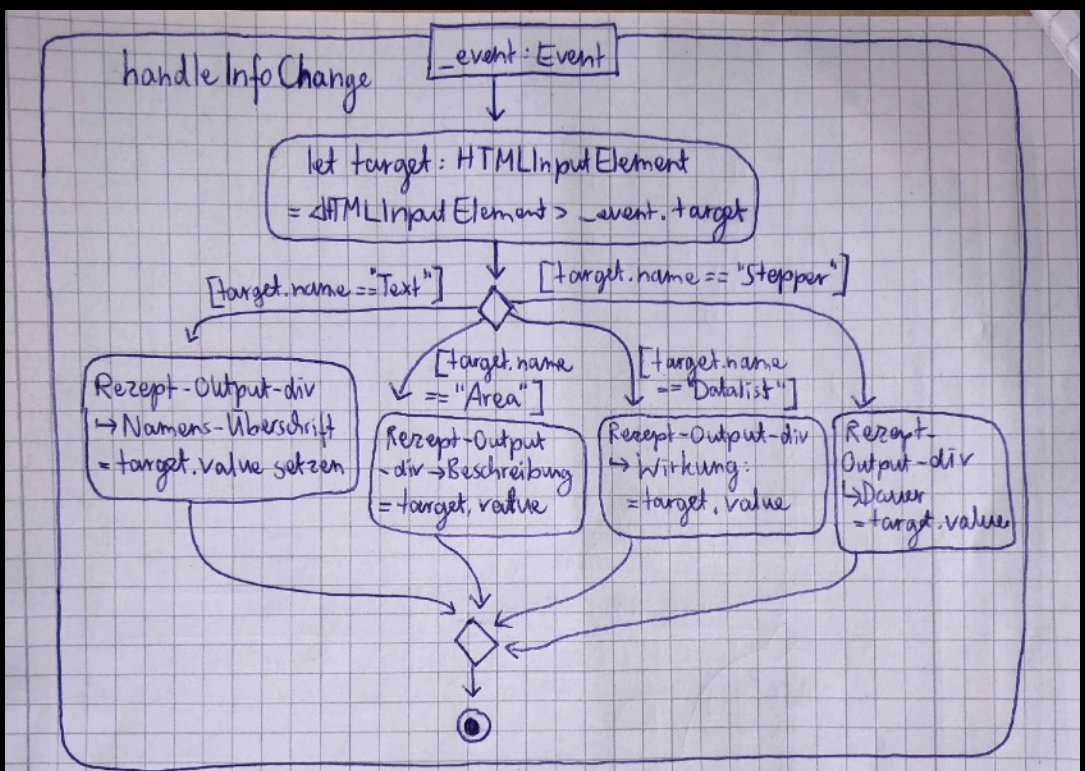 handleInfoChange
_event: Event
let target: HTMLInputElement
= <HTMLInputElement> _event.target
[target.name == "Text"]
[target.name == "Stepper"]
[target.name
== "Area"]
[target.name
== "Datalist"]
Rezept-Output-div
↳ Namens-Überschrift
= target.value setzen
Rezept-Output
-div → Beschreibung
= target.value
Rezept-Output-div
↳ Wirkung:
= target.value
Rezept-
Output-div
↳ Dauer
= target.value